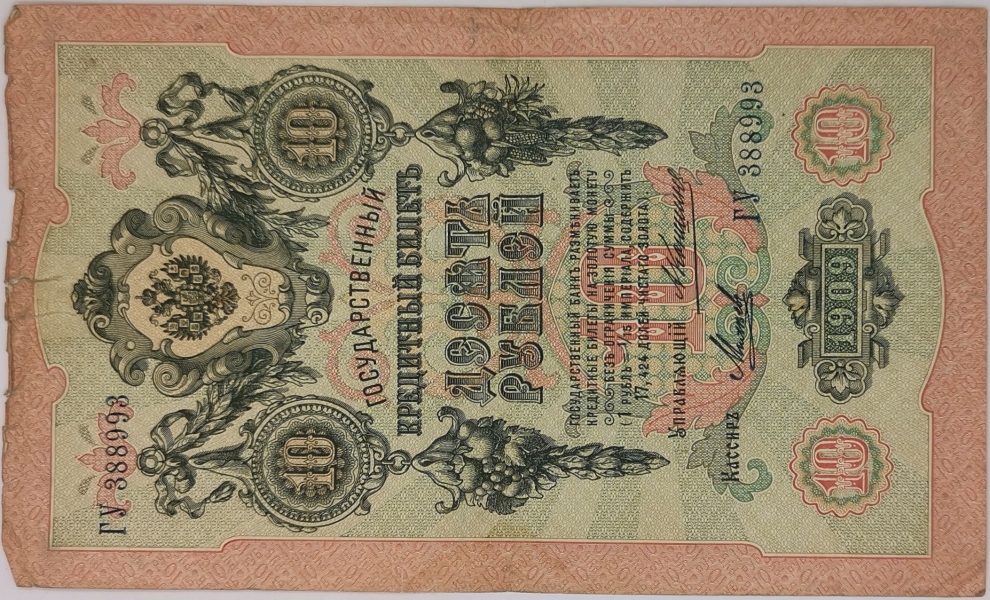 ГУ 388993
10 10
ГОСУДАРСТВЕННЫЙ
КРЕДИТНЫЙ БИЛЕТЪ
ДЕСЯТЬ
РУБЛЕЙ
ГОСУДАРСТВЕННЫЙ БАНКЪ РАЗМѢНИВАЕТЪ
КРЕДИТНЫЕ БИЛЕТЫ НА ЗОЛОТУЮ МОНЕТУ
БЕЗЪ ОГРАНИЧЕНІЯ СУММЫ
(1 РУБЛЬ = 1/15 ИМПЕРІАЛА, СОДЕРЖИТЪ
17,424 ДОЛЕЙ ЧИСТАГО ЗОЛОТА).
10
Управляющій
Кассиръ
ГУ 388993
10 1909 10